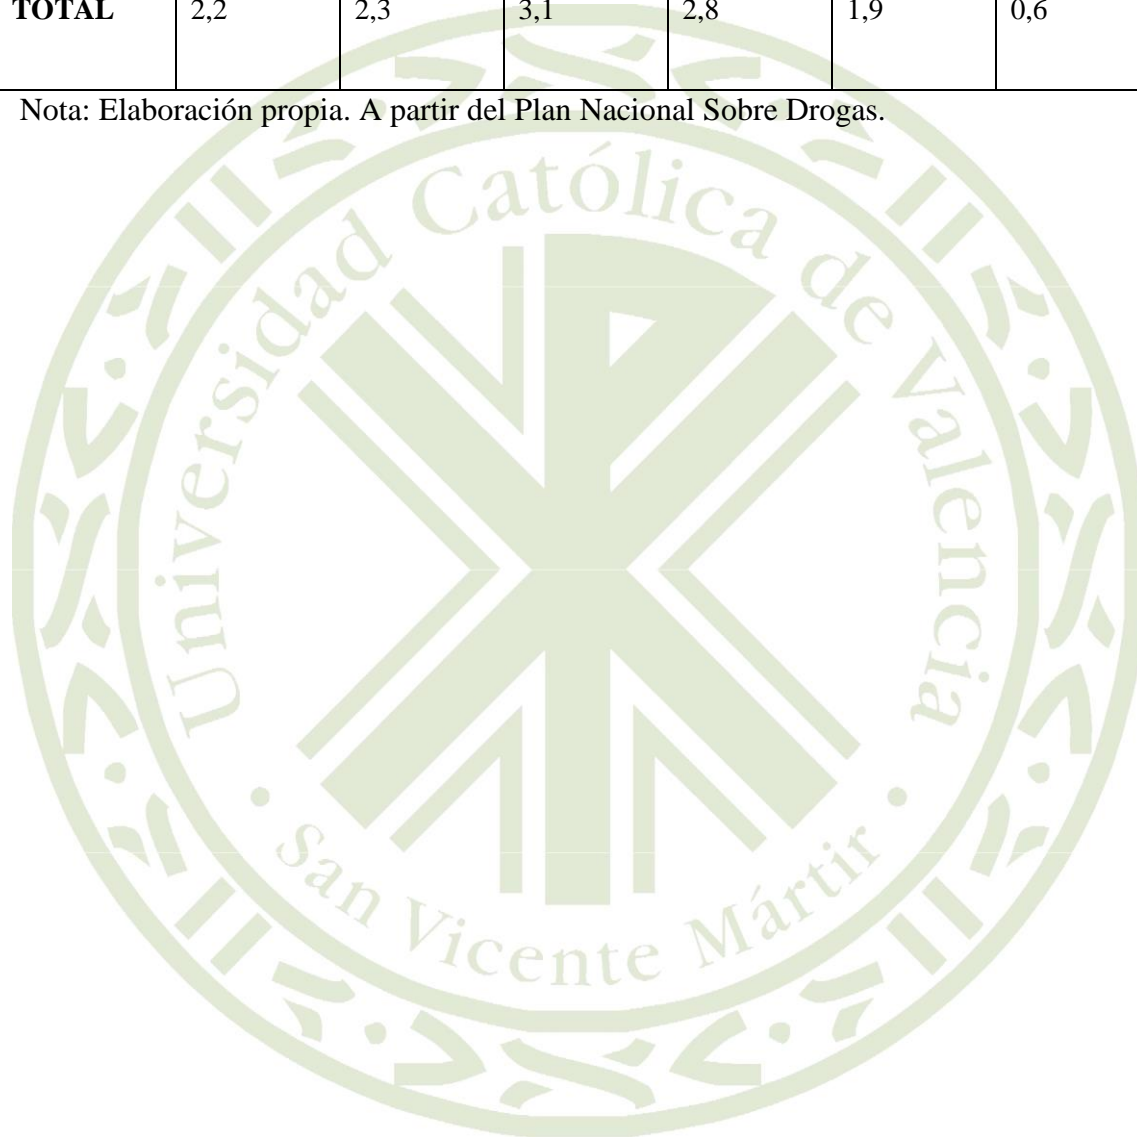 TOTAL 2,2 2,3 3,1 2,8 1,9 0,6
Nota: Elaboración propia. A partir del Plan Nacional Sobre Drogas.
Universidad Católica de Valencia
San Vicente Mártir